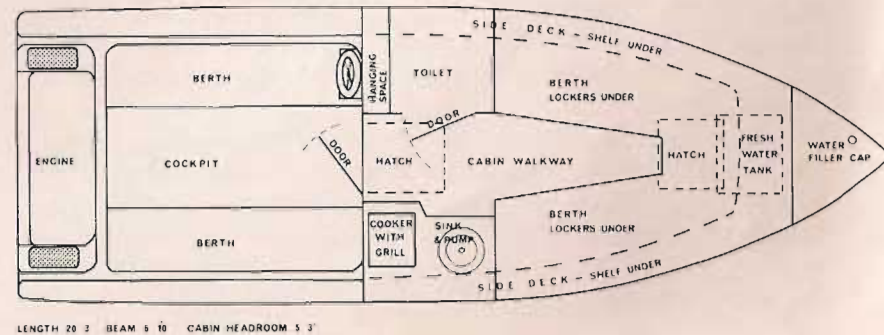 SIDE DECK - SHELF UNDER
BERTH
HANGING
SPACE
TOILET
BERTH
LOCKERS UNDER
DOOR
ENGINE
COCKPIT
DOOR
HATCH
CABIN WALKWAY
HATCH
FRESH
WATER
TANK
WATER
FILLER CAP
BERTH
COOKER
WITH
GRILL
SINK
& PUMP
BERTH
LOCKERS UNDER
SIDE DECK - SHELF UNDER
LENGTH 20 3 BEAM 6 10 CABIN HEADROOM 5 3"